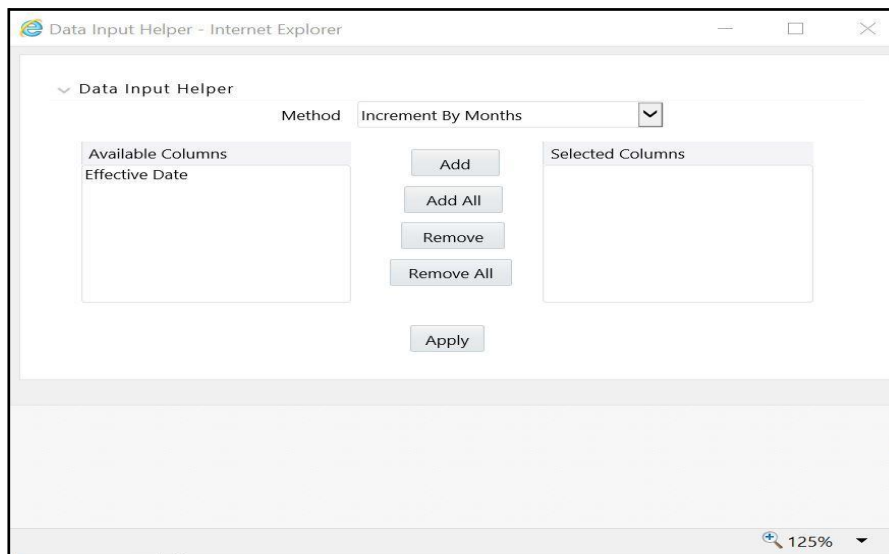 Data Input Helper - Internet Explorer
Data Input Helper
Method Increment By Months
Available Columns
Effective Date
Add
Add All
Remove
Remove All
Selected Columns
Apply
125%